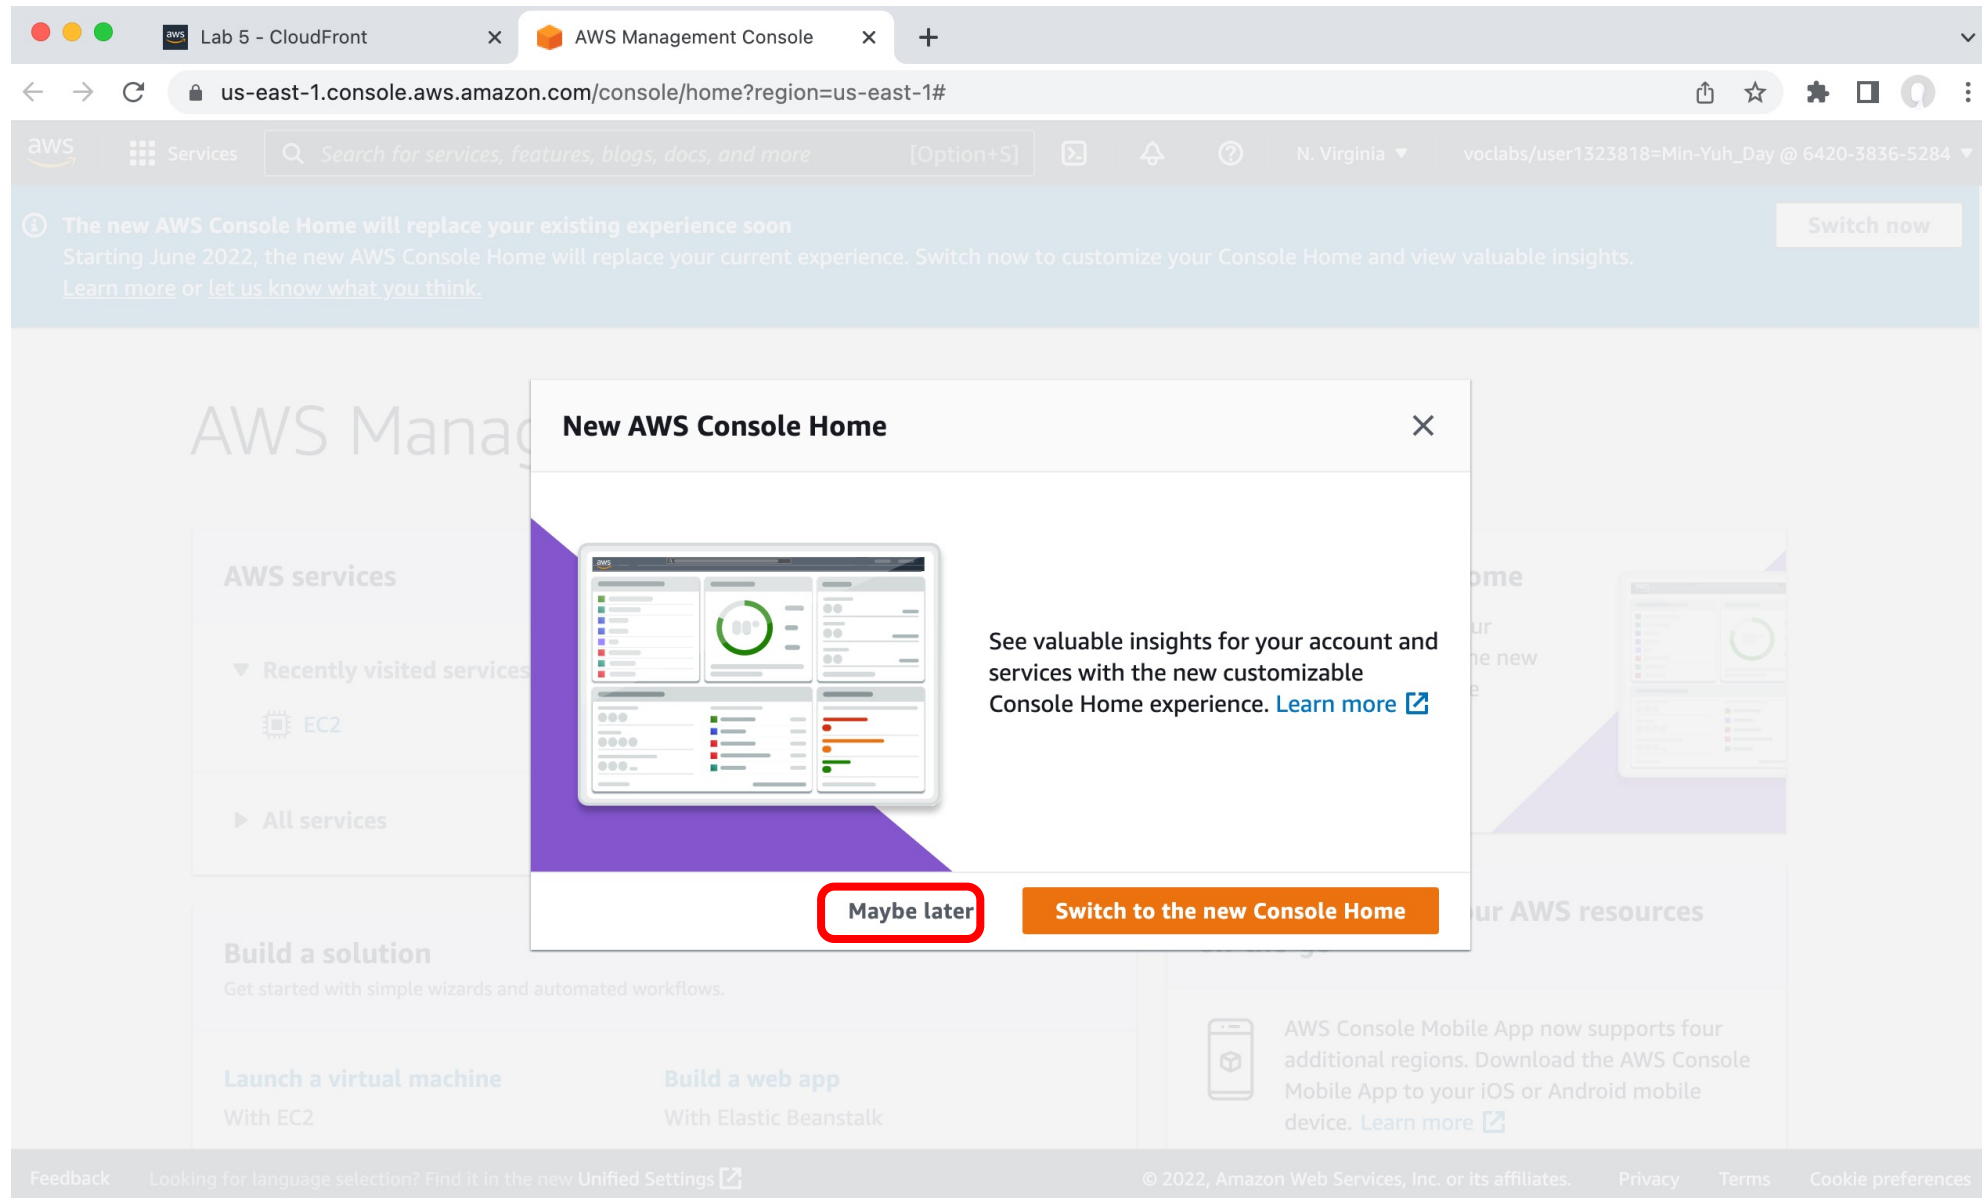 Lab 5 - CloudFront
AWS Management Console
us-east-1.console.aws.amazon.com/console/home?region=us-east-1#
aws
Services
Search for services, features, blogs, docs, and more
[Option+S]
N. Virginia
voclabs/user1323818=Min-Yuh_Day @ 6420-3836-5284
The new AWS Console Home will replace your existing experience soon
Switch now
Starting June 2022, the new AWS Console Home will replace your current experience. Switch now to customize your Console Home and view valuable insights.
Learn more or let us know what you think.
AWS Manag
New AWS Console Home
AWS services
ome
ur
Recently visited services
he new
e
EC2
All services
See valuable insights for your account and
services with the new customizable
Console Home experience. Learn more
Maybe later
Switch to the new Console Home
ur AWS resources
Build a solution
Get started with simple wizards and automated workflows.
Launch a virtual machine
With EC2
Build a web app
With Elastic Beanstalk
AWS Console Mobile App now supports four
additional regions. Download the AWS Console
Mobile App to your iOS or Android mobile
device. Learn more
Feedback
Looking for language selection? Find it in the new Unified Settings
© 2022, Amazon Web Services, Inc. or its affiliates.
Privacy
Terms
Cookie preferences